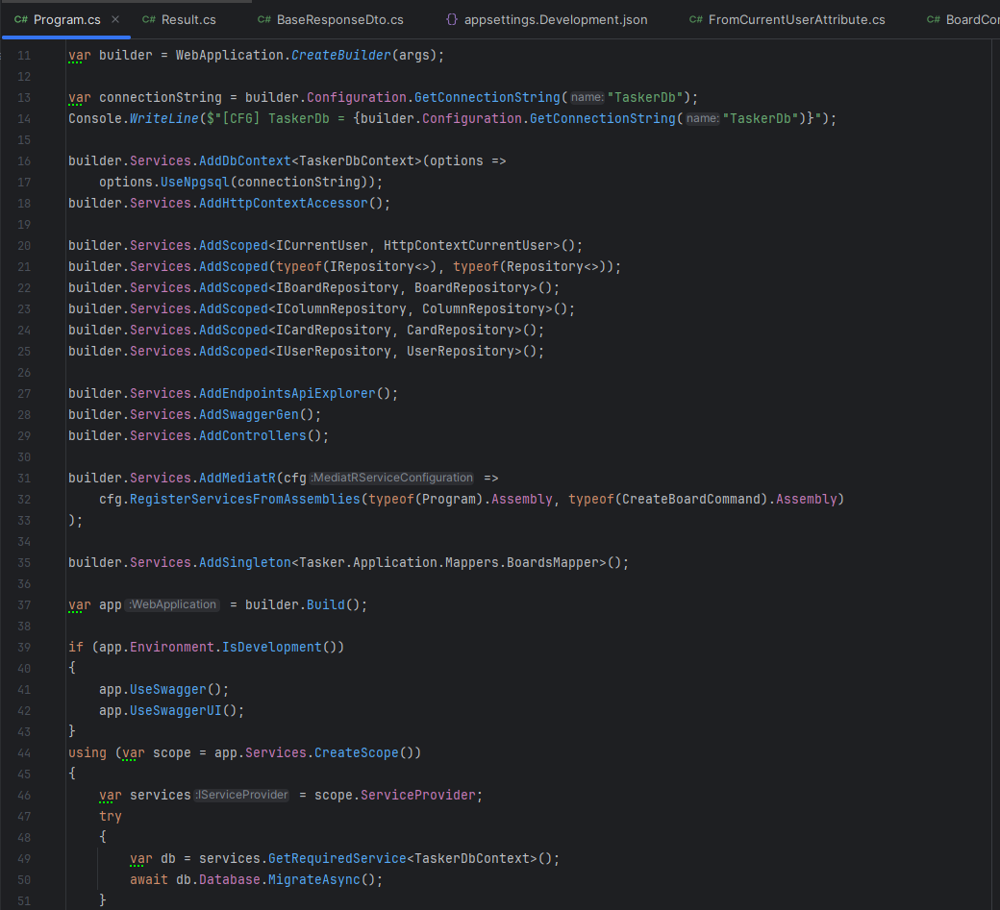 C# Program.cs × C# Result.cs C# BaseResponseDto.cs {} appsettings.Development.json C# FromCurrentUserAttribute.cs C# BoardCo
11 var builder = WebApplication.CreateBuilder(args);
12
13 var connectionString = builder.Configuration.GetConnectionString( name: "TaskerDb");
14 Console.WriteLine($"[CFG] TaskerDb = {builder.Configuration.GetConnectionString( name: "TaskerDb")}");
15
16 builder.Services.AddDbContext<TaskerDbContext>(options =>
17     options.UseNpgsql(connectionString));
18 builder.Services.AddHttpContextAccessor();
19
20 builder.Services.AddScoped<ICurrentUser, HttpContextCurrentUser>();
21 builder.Services.AddScoped(typeof(IRepository<>), typeof(Repository<>));
22 builder.Services.AddScoped<IBoardRepository, BoardRepository>();
23 builder.Services.AddScoped<IColumnRepository, ColumnRepository>();
24 builder.Services.AddScoped<ICardRepository, CardRepository>();
25 builder.Services.AddScoped<IUserRepository, UserRepository>();
26
27 builder.Services.AddEndpointsApiExplorer();
28 builder.Services.AddSwaggerGen();
29 builder.Services.AddControllers();
30
31 builder.Services.AddMediatR(cfg :MediatRServiceConfiguration =>
32     cfg.RegisterServicesFromAssemblies(typeof(Program).Assembly, typeof(CreateBoardCommand).Assembly)
33 );
34
35 builder.Services.AddSingleton<Tasker.Application.Mappers.BoardsMapper>();
36
37 var app :WebApplication = builder.Build();
38
39 if (app.Environment.IsDevelopment())
40 {
41     app.UseSwagger();
42     app.UseSwaggerUI();
43 }
44 using (var scope = app.Services.CreateScope())
45 {
46     var services :IServiceProvider = scope.ServiceProvider;
47     try
48     {
49         var db = services.GetRequiredService<TaskerDbContext>();
50         await db.Database.MigrateAsync();
51     }